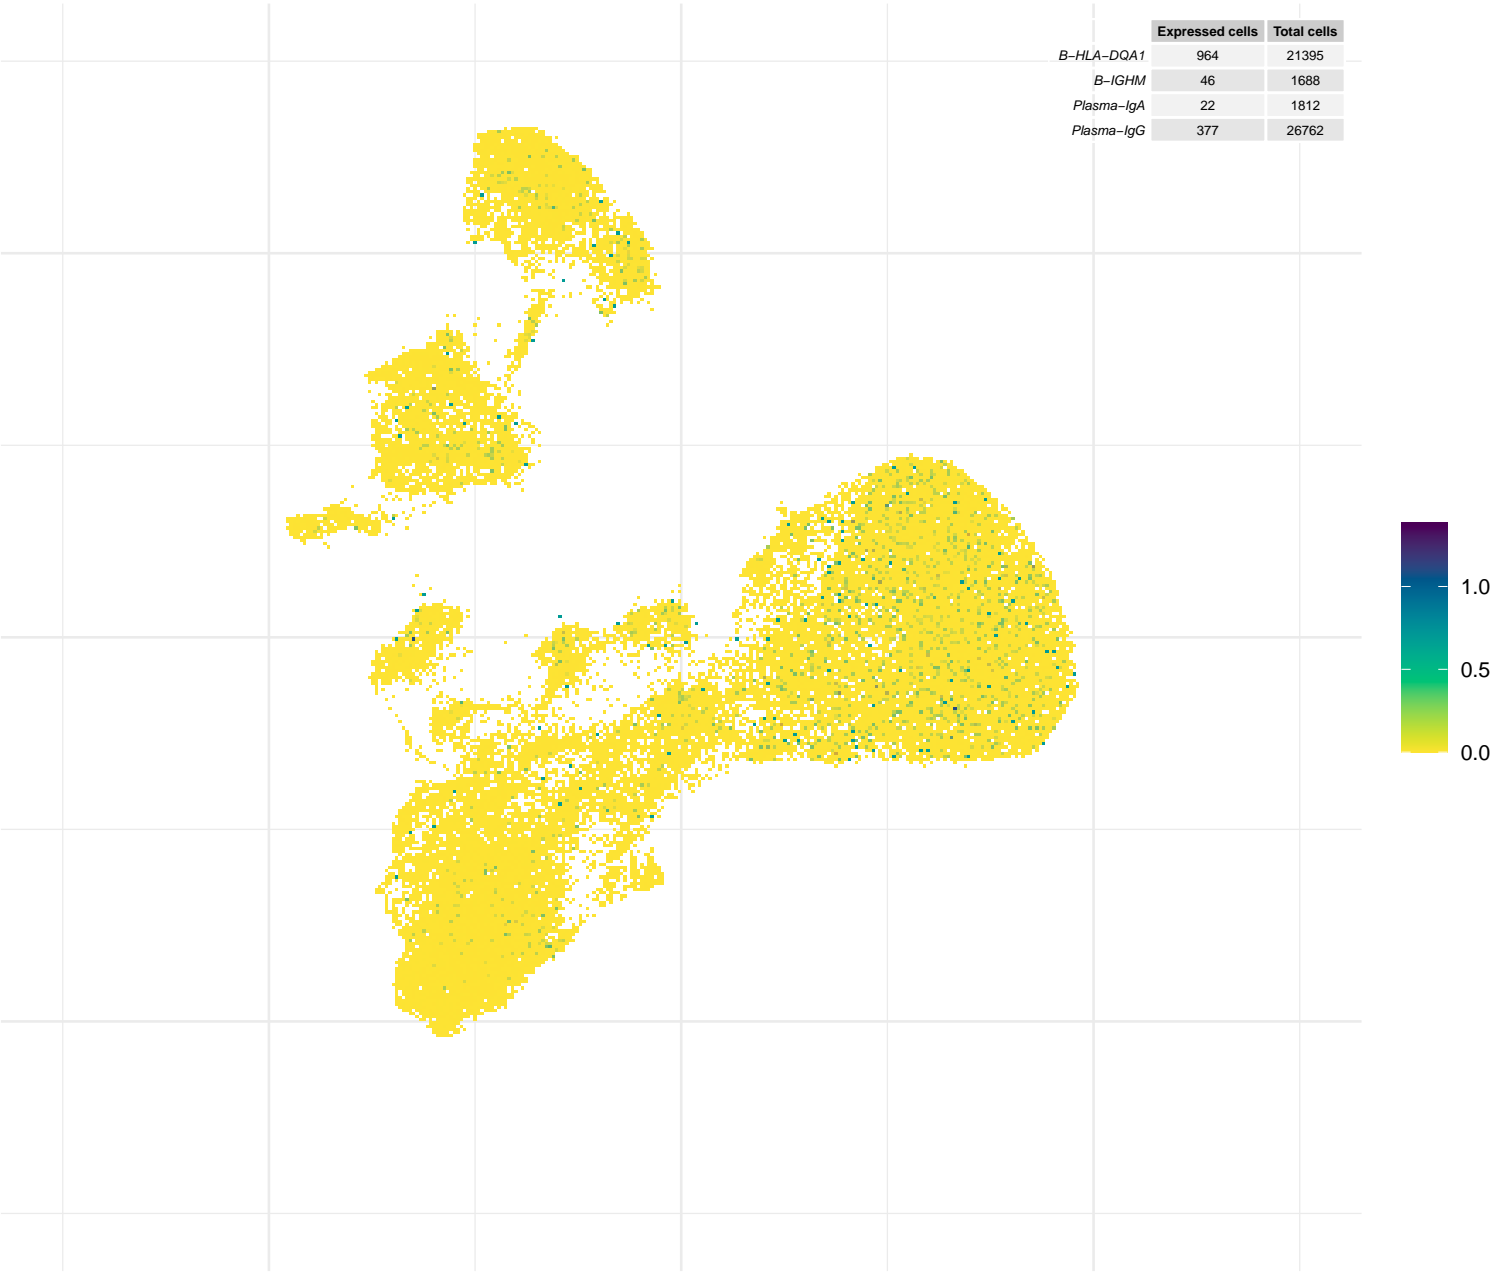 Expressed cells Total cells
B−HLA−DQA1 964 21395
B−IGHM 46 1688
Plasma−IgA 22 1812
Plasma−IgG 377 26762
1.0
0.5
0.0